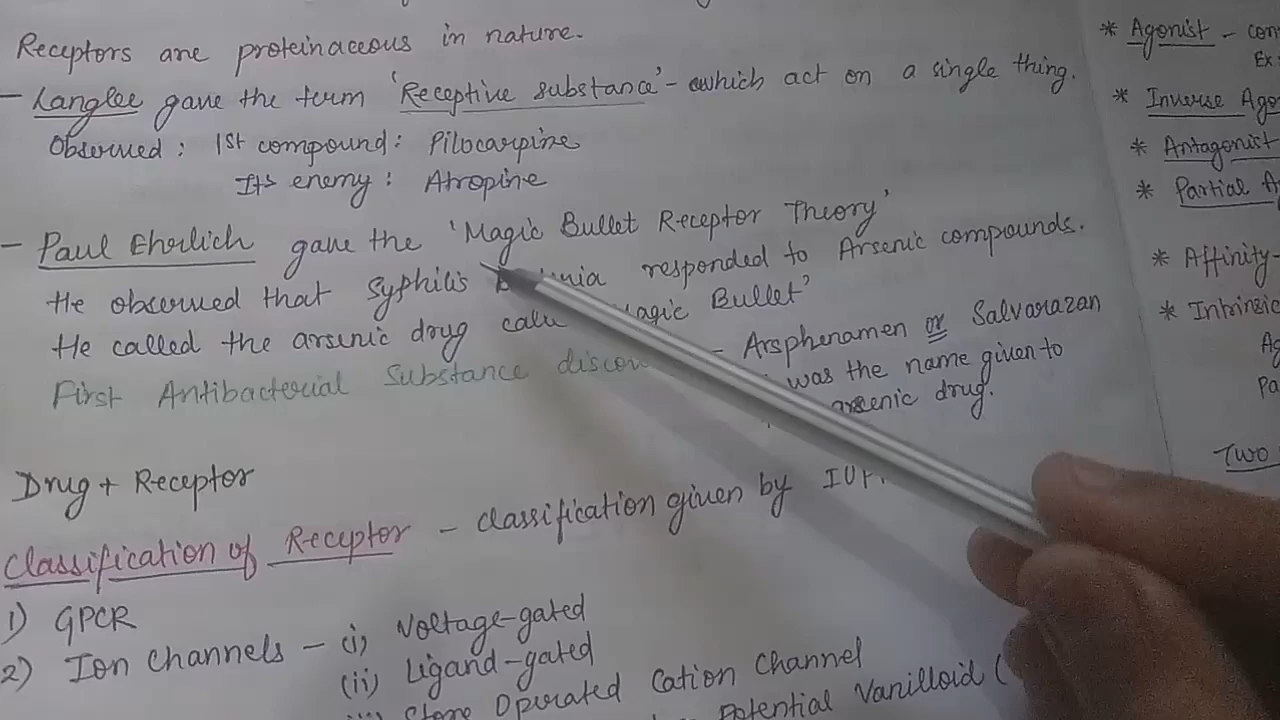 Receptors are proteinaceous in nature.
- Langlee gave the term 'Receptive substance' - which act on a single thing.
Observed : 1st compound : Pilocarpine
Its enemy : Atropine
- Paul Ehrlich gave the 'Magic Bullet Receptor Theory'
He observed that Syphilis responded to Arsenic compounds.
He called the arsenic drug Bullet'
First Antibacterial Substance - Arsphenamen or Salvarazan
was the name given to
arsenic drug.
Drug + Receptor
Classification of Receptor - classification given by
1) GPCR
2) Ion Channels - (i) Voltage-gated
(ii) Ligand-gated
Operated Cation Channel
Potential Vanilloid (
* Agonist - 
Ex:
* Inverse
* Antagonist
* Partial
* Affinity-
* 
Two